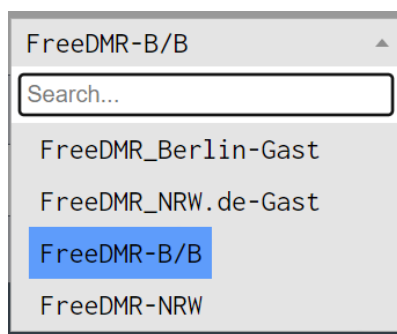 FreeDMR-B/B
Search...
FreeDMR_Berlin-Gast
FreeDMR_NRW.de-Gast
FreeDMR-B/B
FreeDMR-NRW